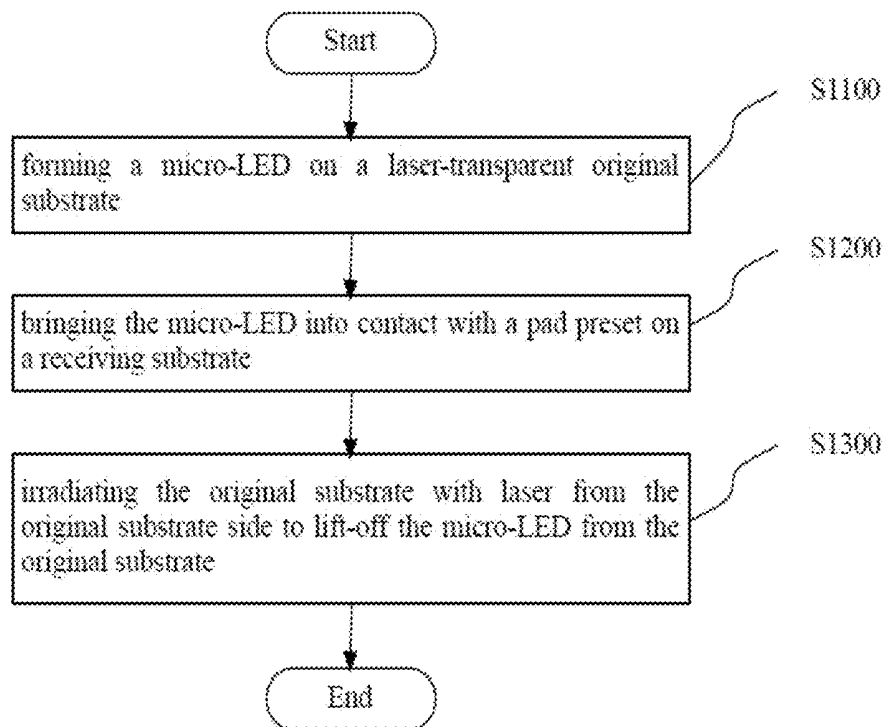 Start
S1100
forming a micro-LED on a laser-transparent original
substrate
S1200
bringing the micro-LED into contact with a pad preset on
a receiving substrate
S1300
irradiating the original substrate with laser from the
original substrate side to lift-off the micro-LED from the
original substrate
End